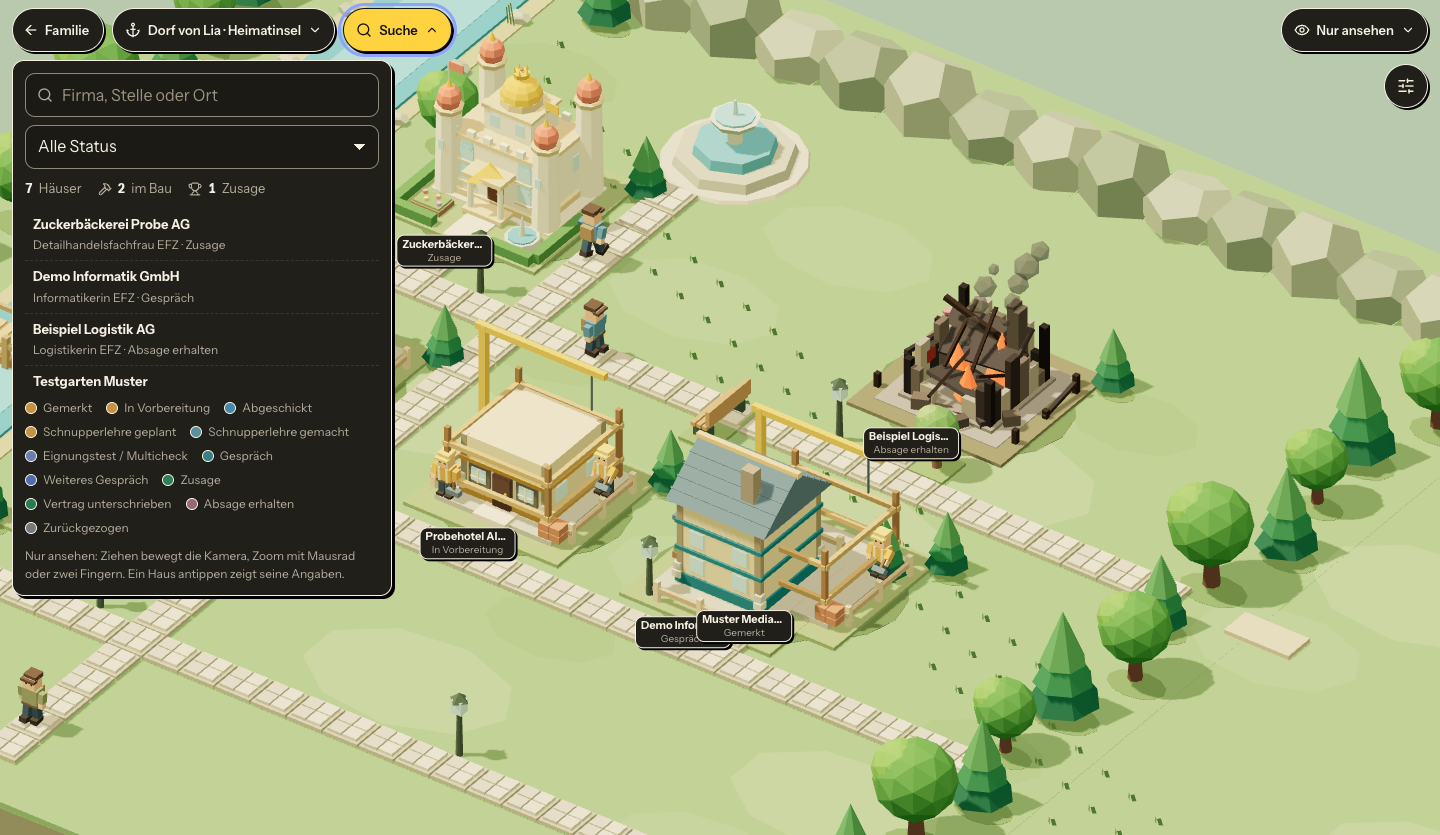 Familie
Dorf von Lia · Heimatinsel
Suche
Nur ansehen
Firma, Stelle oder Ort
Alle Status
7 Häuser 2 im Bau 1 Zusage
Zuckerbäckerei Probe AG
Detailhandelsfachfrau EFZ · Zusage
Demo Informatik GmbH
Informatikerin EFZ · Gespräch
Beispiel Logistik AG
Logistikerin EFZ · Absage erhalten
Testgarten Muster
Gemerkt In Vorbereitung Abgeschickt
Schnupperlehre geplant Schnupperlehre gemacht
Eignungstest / Multicheck Gespräch
Weiteres Gespräch Zusage
Vertrag unterschrieben Absage erhalten
Zurückgezogen
Nur ansehen: Ziehen bewegt die Kamera, Zoom mit Mausrad
oder zwei Fingern. Ein Haus antippen zeigt seine Angaben.
Zuckerbäcker...
Zusage
Beispiel Logis...
Absage erhalten
Probehotel Al...
In Vorbereitung
Demo Infor
Gespräc
Muster Media...
Gemerkt